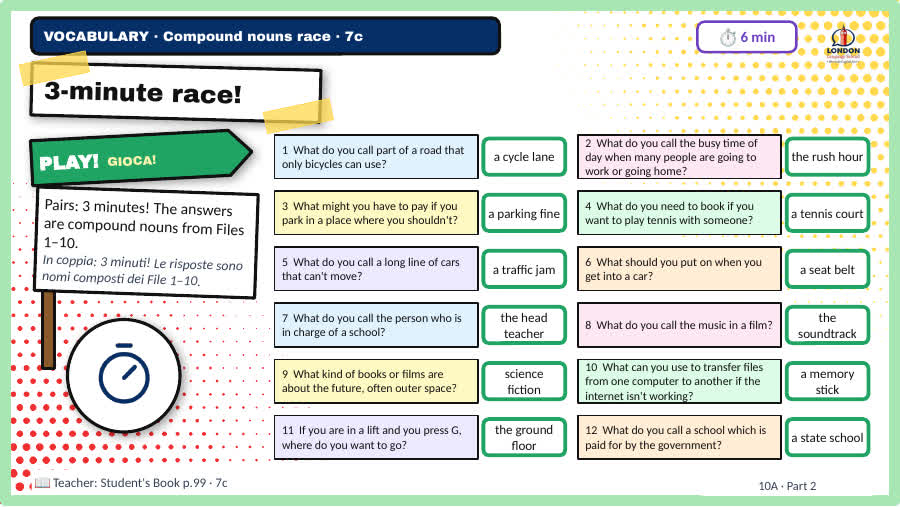 VOCABULARY · Compound nouns race · 7c
⏱️ 6 min
LONDON
3-minute race!
PLAY! GIOCA!
Pairs: 3 minutes! The answers
are compound nouns from Files
1–10.
In coppia: 3 minuti! Le risposte sono
nomi composti dei File 1–10.
1 What do you call part of a road that
only bicycles can use?
a cycle lane
2 What do you call the busy time of
day when many people are going to
work or going home?
the rush hour
3 What might you have to pay if you
park in a place where you shouldn't?
a parking fine
4 What do you need to book if you
want to play tennis with someone?
a tennis court
5 What do you call a long line of cars
that can't move?
a traffic jam
6 What should you put on when you
get into a car?
a seat belt
7 What do you call the person who is
in charge of a school?
the head
teacher
8 What do you call the music in a film?
the
soundtrack
9 What kind of books or films are
about the future, often outer space?
science
fiction
10 What can you use to transfer files
from one computer to another if the
internet isn't working?
a memory
stick
11 If you are in a lift and you press G,
where do you want to go?
the ground
floor
12 What do you call a school which is
paid for by the government?
a state school
📖 Teacher: Student's Book p.99 · 7c
10A · Part 2